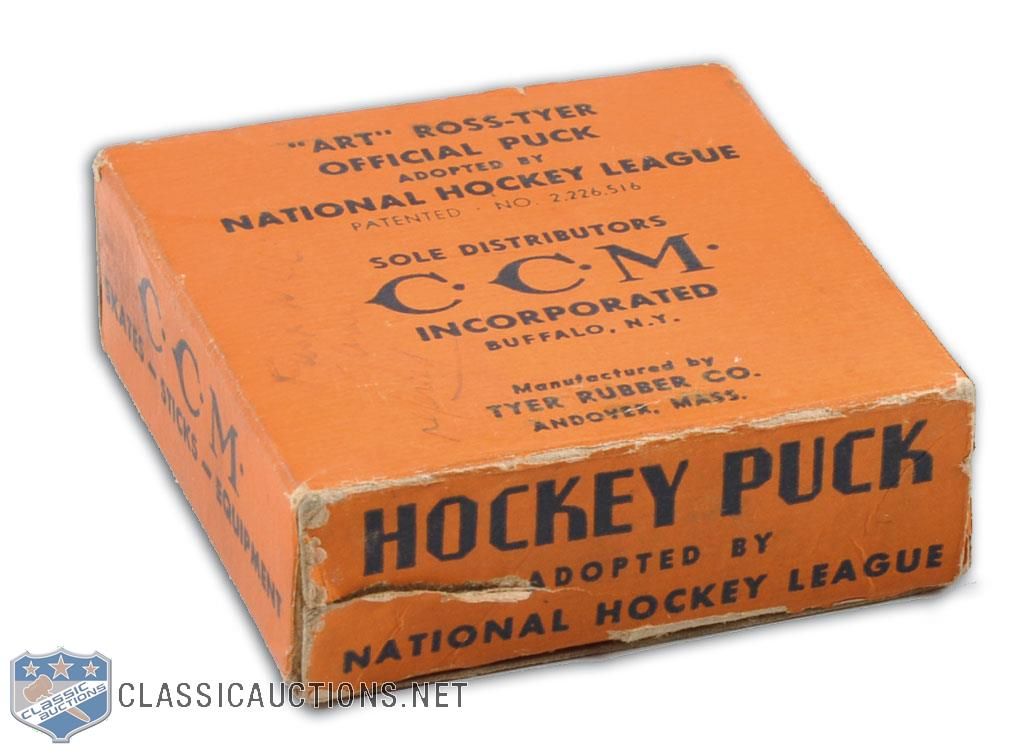 "ART" ROSS-TYER
OFFICIAL PUCK
ADOPTED BY
NATIONAL HOCKEY LEAGUE
PATENTED · NO. 2,226,516
SOLE DISTRIBUTORS
C·C·M·
INCORPORATED
BUFFALO, N.Y.
Manufactured by
TYER RUBBER CO.
ANDOVER, MASS.
C·C·M·
SKATES – STICKS – EQUIPMENT
HOCKEY PUCK
ADOPTED BY
NATIONAL HOCKEY LEAGUE
CLASSIC
AUCTIONS
CLASSICAUCTIONS.NET